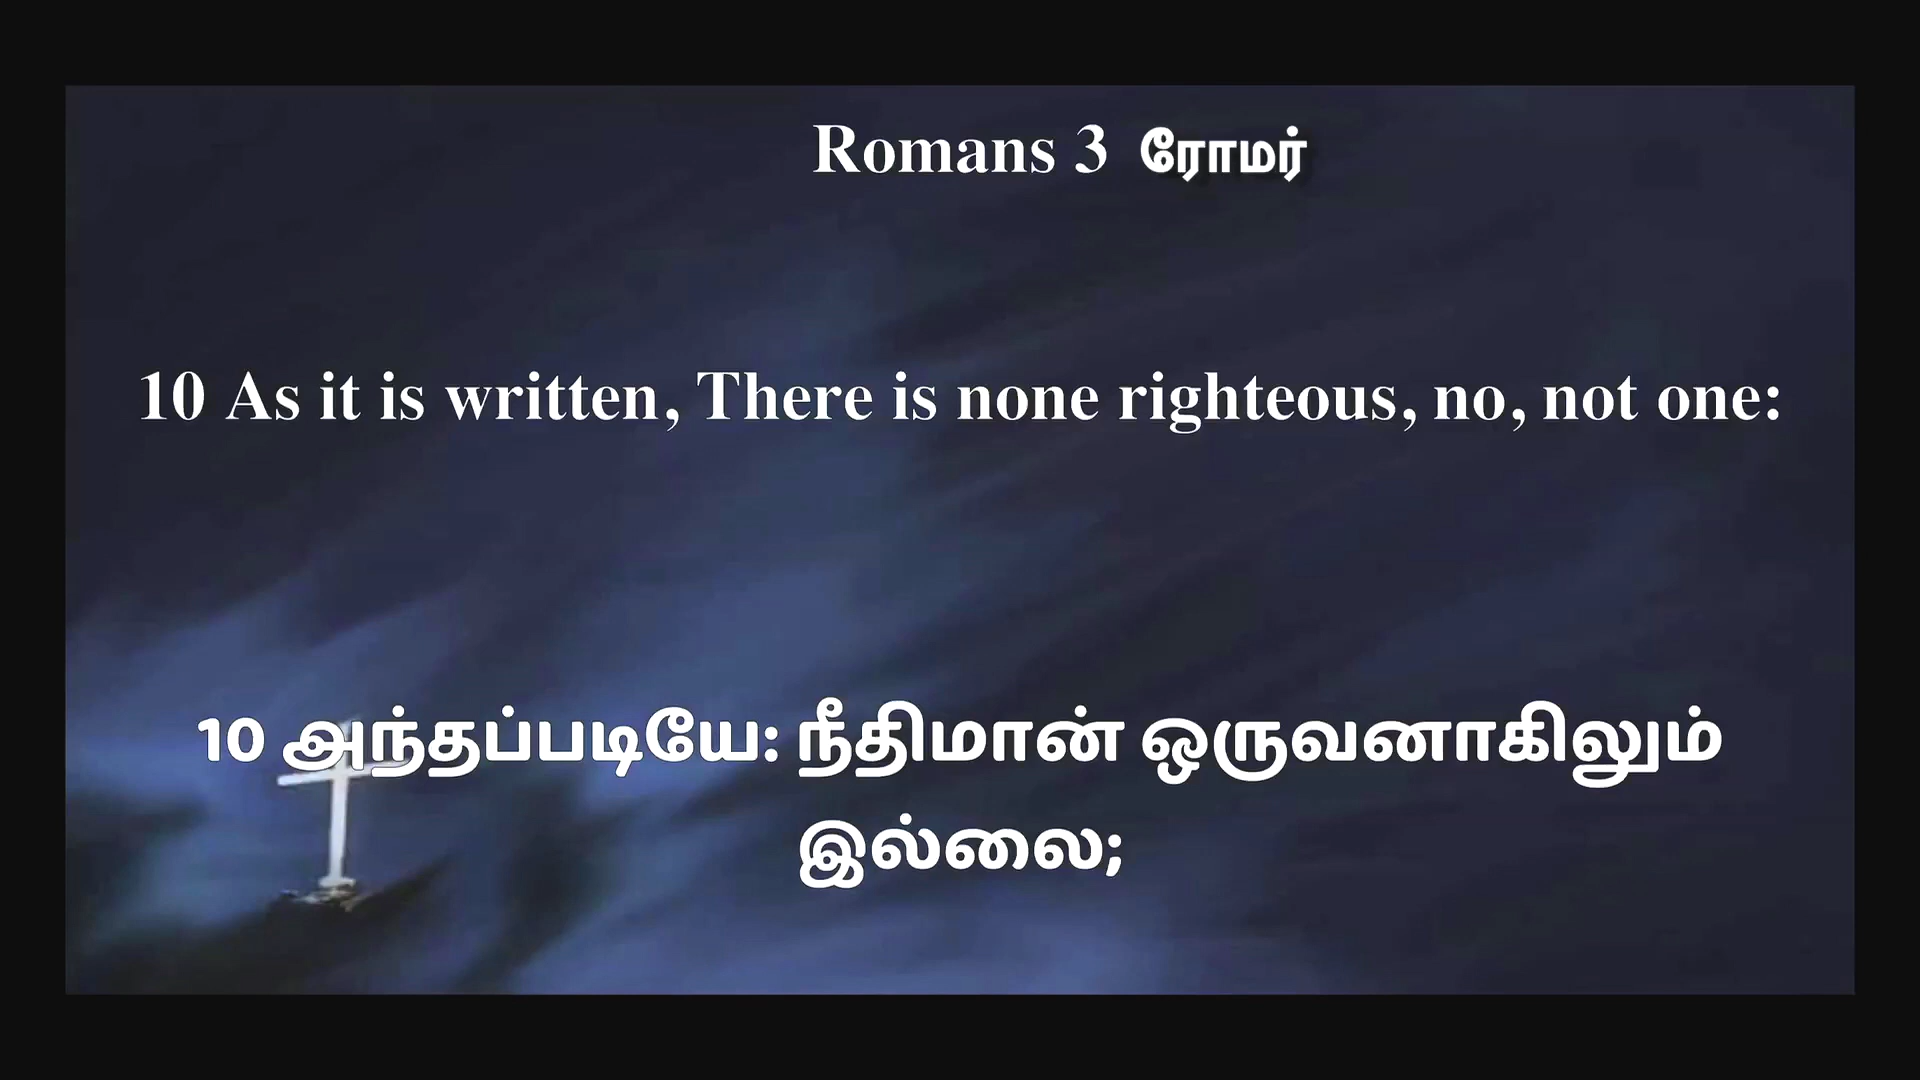 Romans 3 ரோமர்
10 As it is written, There is none righteous, no, not one:
10 அந்தப்படியே: நீதிமான் ஒருவனாகிலும்
இல்லை;